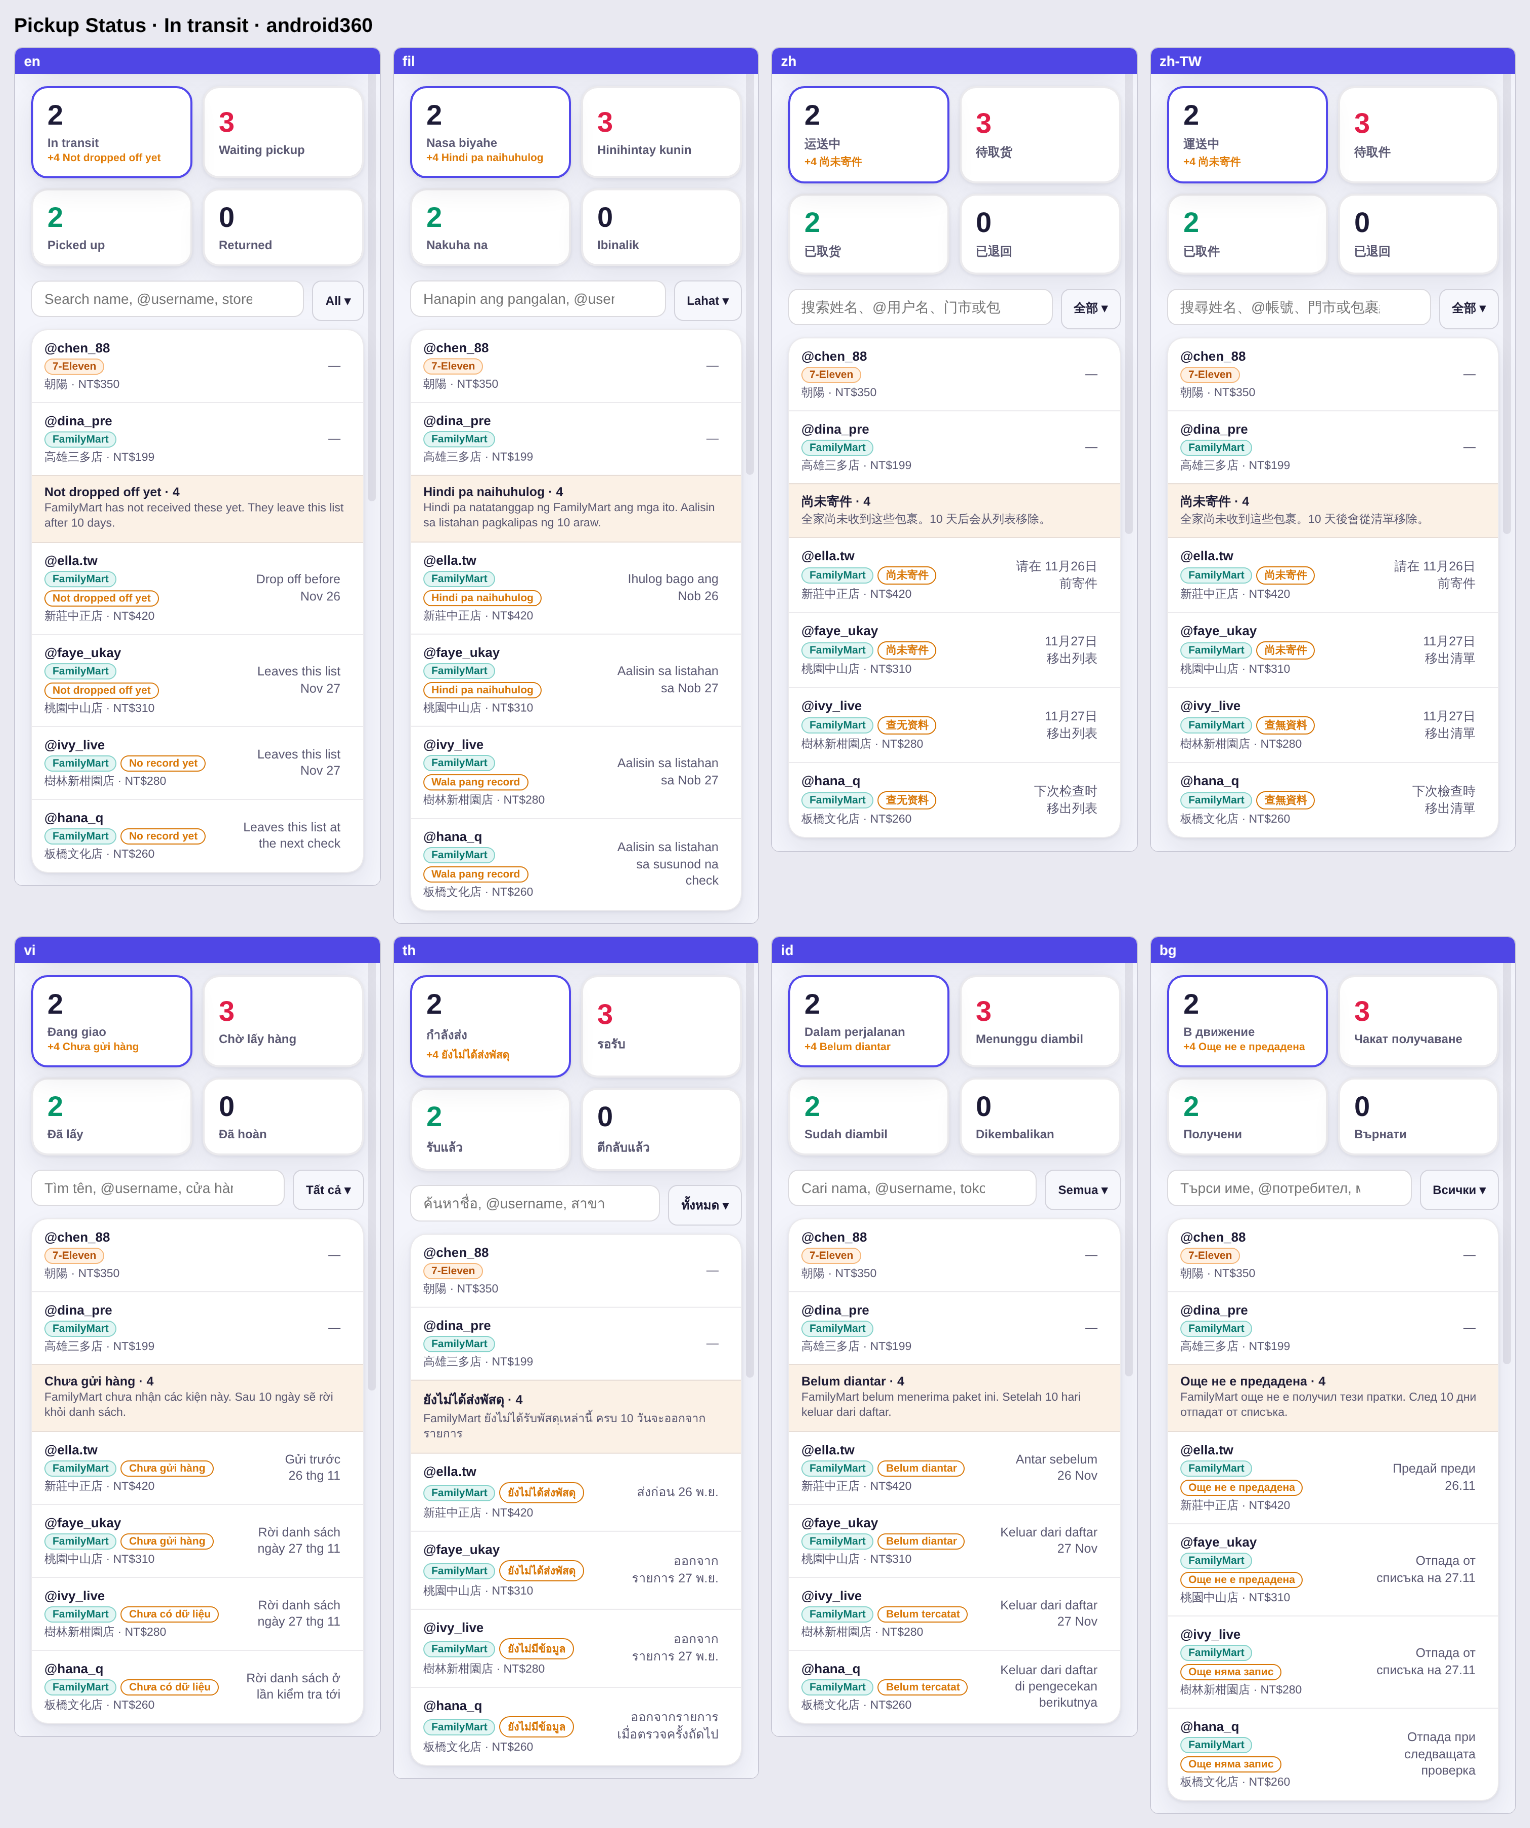 Pickup Status · In transit · android360
en
2
In transit
+4 Not dropped off yet
3
Waiting pickup
2
Picked up
0
Returned
Search name, @username, store
All ▾
@chen_88
7-Eleven
朝陽 · NT$350
—
@dina_pre
FamilyMart
高雄三多店 · NT$199
—
Not dropped off yet · 4
FamilyMart has not received these yet. They leave this list
after 10 days.
@ella.tw
FamilyMart
Not dropped off yet
新莊中正店 · NT$420
Drop off before
Nov 26
@faye_ukay
FamilyMart
Not dropped off yet
桃園中山店 · NT$310
Leaves this list
Nov 27
@ivy_live
FamilyMart No record yet
樹林新柑園店 · NT$280
Leaves this list
Nov 27
@hana_q
FamilyMart No record yet
板橋文化店 · NT$260
Leaves this list at
the next check
fil
2
Nasa biyahe
+4 Hindi pa naihuhulog
3
Hinihintay kunin
2
Nakuha na
0
Ibinalik
Hanapin ang pangalan, @user
Lahat ▾
@chen_88
7-Eleven
朝陽 · NT$350
—
@dina_pre
FamilyMart
高雄三多店 · NT$199
—
Hindi pa naihuhulog · 4
Hindi pa natatanggap ng FamilyMart ang mga ito. Aalisin
sa listahan pagkalipas ng 10 araw.
@ella.tw
FamilyMart
Hindi pa naihuhulog
新莊中正店 · NT$420
Ihulog bago ang
Nob 26
@faye_ukay
FamilyMart
Hindi pa naihuhulog
桃園中山店 · NT$310
Aalisin sa listahan
sa Nob 27
@ivy_live
FamilyMart
Wala pang record
樹林新柑園店 · NT$280
Aalisin sa listahan
sa Nob 27
@hana_q
FamilyMart
Wala pang record
板橋文化店 · NT$260
Aalisin sa listahan
sa susunod na
check
zh
2
运送中
+4 尚未寄件
3
待取货
2
已取货
0
已退回
搜索姓名、@用户名、门市或包
全部 ▾
@chen_88
7-Eleven
朝陽 · NT$350
—
@dina_pre
FamilyMart
高雄三多店 · NT$199
—
尚未寄件 · 4
全家尚未收到这些包裹。10 天后会从列表移除。
@ella.tw
FamilyMart 尚未寄件
新莊中正店 · NT$420
请在 11月26日
前寄件
@faye_ukay
FamilyMart 尚未寄件
桃園中山店 · NT$310
11月27日
移出列表
@ivy_live
FamilyMart 查无资料
樹林新柑園店 · NT$280
11月27日
移出列表
@hana_q
FamilyMart 查无资料
板橋文化店 · NT$260
下次检查时
移出列表
zh-TW
2
運送中
+4 尚未寄件
3
待取件
2
已取件
0
已退回
搜尋姓名、@帳號、門市或包裹
全部 ▾
@chen_88
7-Eleven
朝陽 · NT$350
—
@dina_pre
FamilyMart
高雄三多店 · NT$199
—
尚未寄件 · 4
全家尚未收到這些包裹。10 天後會從清單移除。
@ella.tw
FamilyMart 尚未寄件
新莊中正店 · NT$420
請在 11月26日
前寄件
@faye_ukay
FamilyMart 尚未寄件
桃園中山店 · NT$310
11月27日
移出清單
@ivy_live
FamilyMart 查無資料
樹林新柑園店 · NT$280
11月27日
移出清單
@hana_q
FamilyMart 查無資料
板橋文化店 · NT$260
下次檢查時
移出清單
vi
2
Đang giao
+4 Chưa gửi hàng
3
Chờ lấy hàng
2
Đã lấy
0
Đã hoàn
Tìm tên, @username, cửa hàn
Tất cả ▾
@chen_88
7-Eleven
朝陽 · NT$350
—
@dina_pre
FamilyMart
高雄三多店 · NT$199
—
Chưa gửi hàng · 4
FamilyMart chưa nhận các kiện này. Sau 10 ngày sẽ rời
khỏi danh sách.
@ella.tw
FamilyMart Chưa gửi hàng
新莊中正店 · NT$420
Gửi trước
26 thg 11
@faye_ukay
FamilyMart Chưa gửi hàng
桃園中山店 · NT$310
Rời danh sách
ngày 27 thg 11
@ivy_live
FamilyMart Chưa có dữ liệu
樹林新柑園店 · NT$280
Rời danh sách
ngày 27 thg 11
@hana_q
FamilyMart Chưa có dữ liệu
板橋文化店 · NT$260
Rời danh sách ở
lần kiểm tra tới
th
2
กำลังส่ง
+4 ยังไม่ได้ส่งพัสดุ
3
รอรับ
2
รับแล้ว
0
ตีกลับแล้ว
ค้นหาชื่อ, @username, สาขา
ทั้งหมด ▾
@chen_88
7-Eleven
朝陽 · NT$350
—
@dina_pre
FamilyMart
高雄三多店 · NT$199
—
ยังไม่ได้ส่งพัสดุ · 4
FamilyMart ยังไม่ได้รับพัสดุเหล่านี้ ครบ 10 วันจะออกจาก
รายการ
@ella.tw
FamilyMart ยังไม่ได้ส่งพัสดุ
新莊中正店 · NT$420
ส่งก่อน 26 พ.ย.
@faye_ukay
FamilyMart ยังไม่ได้ส่งพัสดุ
桃園中山店 · NT$310
ออกจาก
รายการ 27 พ.ย.
@ivy_live
FamilyMart ยังไม่มีข้อมูล
樹林新柑園店 · NT$280
ออกจาก
รายการ 27 พ.ย.
@hana_q
FamilyMart ยังไม่มีข้อมูล
板橋文化店 · NT$260
ออกจากรายการ
เมื่อตรวจครั้งถัดไป
id
2
Dalam perjalanan
+4 Belum diantar
3
Menunggu diambil
2
Sudah diambil
0
Dikembalikan
Cari nama, @username, toko
Semua ▾
@chen_88
7-Eleven
朝陽 · NT$350
—
@dina_pre
FamilyMart
高雄三多店 · NT$199
—
Belum diantar · 4
FamilyMart belum menerima paket ini. Setelah 10 hari
keluar dari daftar.
@ella.tw
FamilyMart Belum diantar
新莊中正店 · NT$420
Antar sebelum
26 Nov
@faye_ukay
FamilyMart Belum diantar
桃園中山店 · NT$310
Keluar dari daftar
27 Nov
@ivy_live
FamilyMart Belum tercatat
樹林新柑園店 · NT$280
Keluar dari daftar
27 Nov
@hana_q
FamilyMart Belum tercatat
板橋文化店 · NT$260
Keluar dari daftar
di pengecekan
berikutnya
bg
2
В движение
+4 Още не е предадена
3
Чакат получаване
2
Получени
0
Върнати
Търси име, @потребител, м
Всички ▾
@chen_88
7-Eleven
朝陽 · NT$350
—
@dina_pre
FamilyMart
高雄三多店 · NT$199
—
Още не е предадена · 4
FamilyMart още не е получил тези пратки. След 10 дни
отпадат от списъка.
@ella.tw
FamilyMart
Още не е предадена
新莊中正店 · NT$420
Предай преди
26.11
@faye_ukay
FamilyMart
Още не е предадена
桃園中山店 · NT$310
Отпада от
списъка на 27.11
@ivy_live
FamilyMart
Още няма запис
樹林新柑園店 · NT$280
Отпада от
списъка на 27.11
@hana_q
FamilyMart
Още няма запис
板橋文化店 · NT$260
Отпада при
следващата
проверка